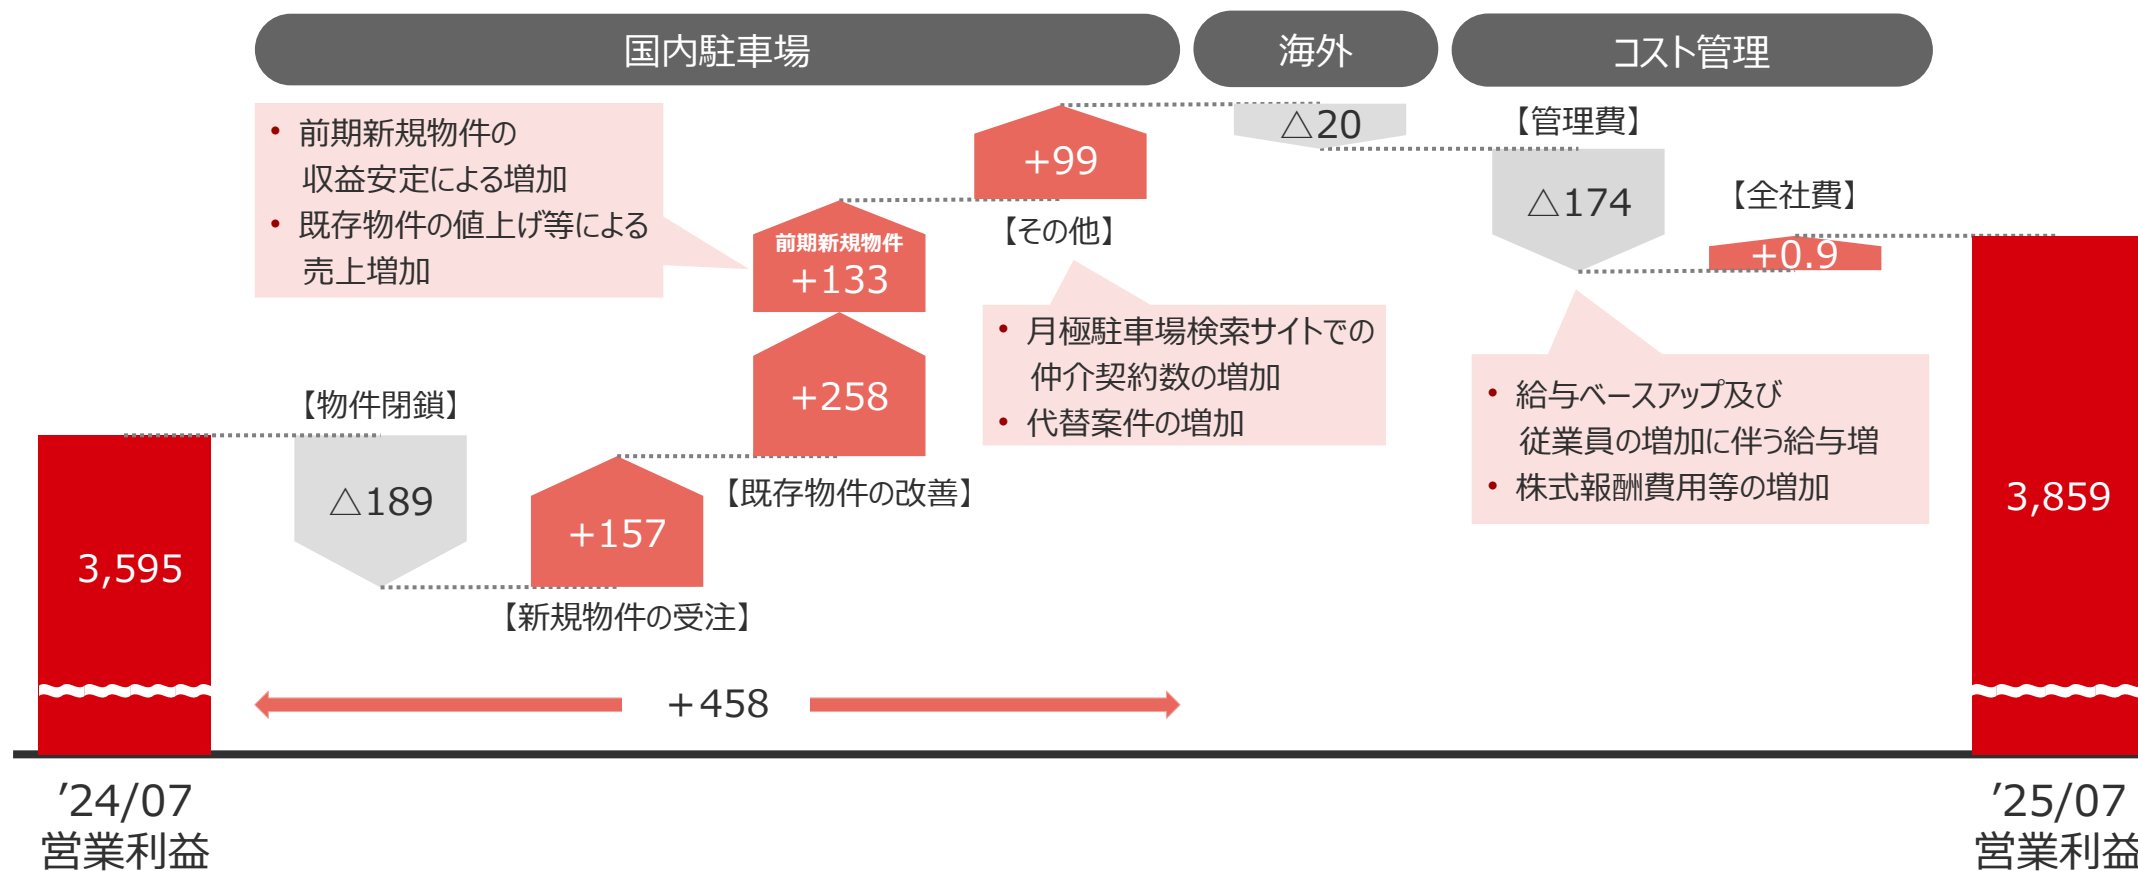 国内駐車場
海外
コスト管理
• 前期新規物件の
収益安定による増加
• 既存物件の値上げ等による
売上増加
+99
【その他】
△20
【管理費】
△174
【全社費】
+0.9
前期新規物件
+133
+258
【既存物件の改善】
• 月極駐車場検索サイトでの
仲介契約数の増加
• 代替案件の増加
• 給与ベースアップ及び
従業員の増加に伴う給与増
• 株式報酬費用等の増加
【物件閉鎖】
△189
+157
【新規物件の受注】
3,595
3,859
+458
’24/07
営業利益
’25/07
営業利益